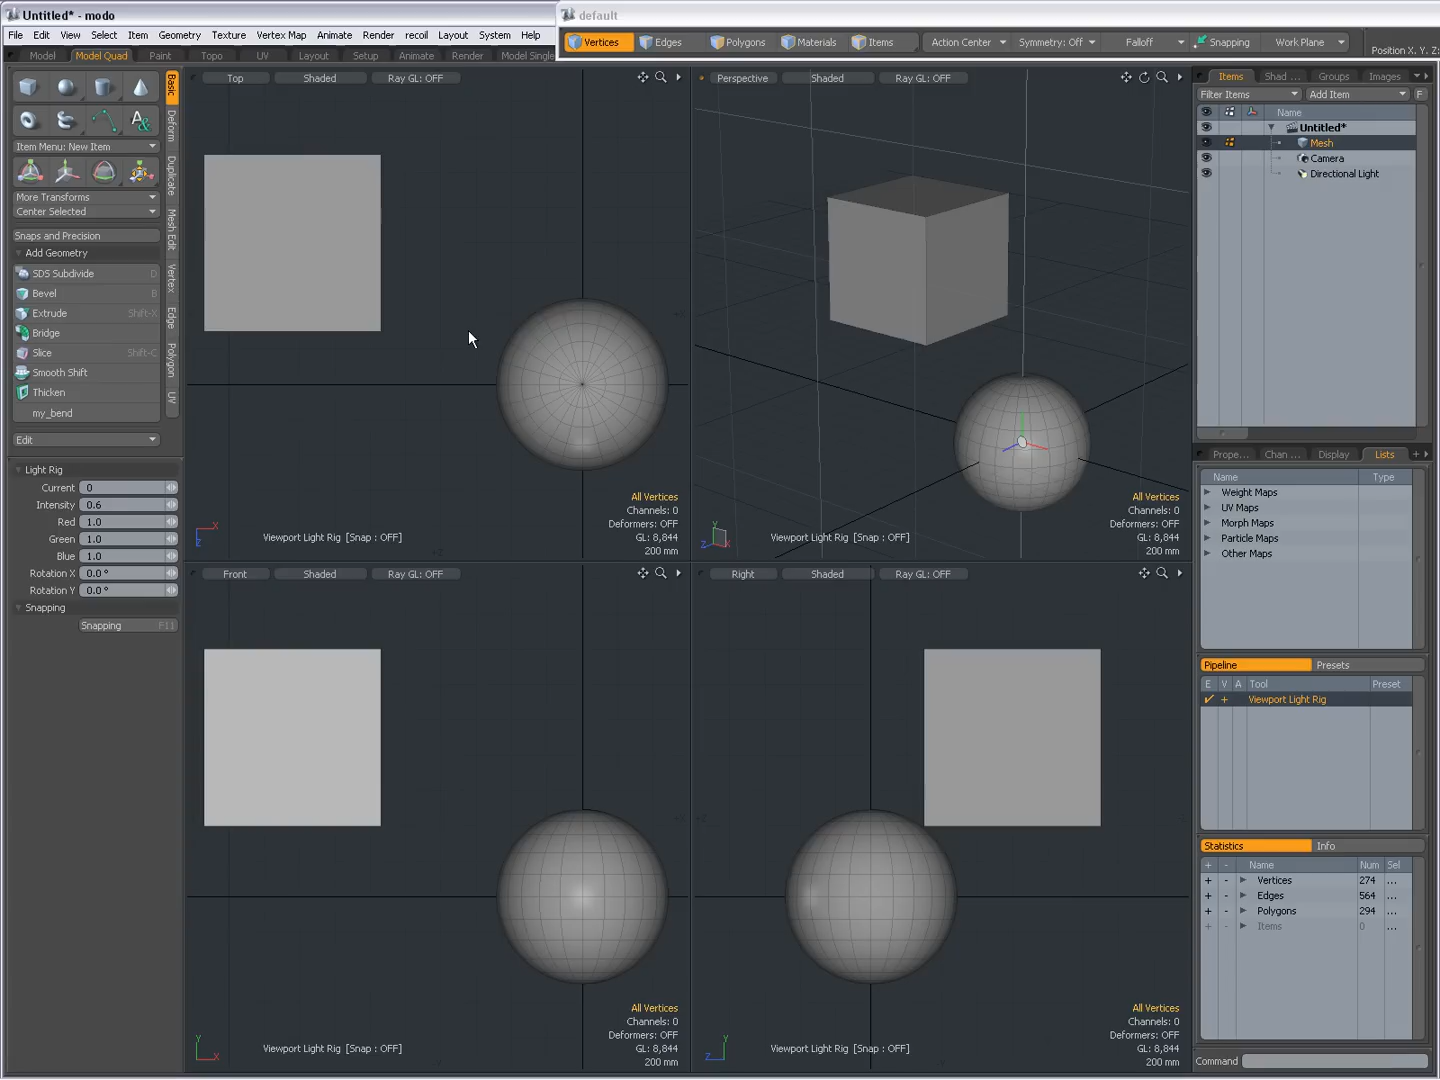 Untitled* - modo
default
File Edit View Select Item Geometry Texture Vertex Map Animate Render recoil Layout System Help
Vertices Edges Polygons Materials Items Action Center Symmetry: Off Falloff Snapping Work Plane Position X, Y, Z:
Model Model Quad Paint Topo UV Layout Setup Animate Render Model Single
Top Shaded Ray GL: OFF
Perspective Shaded Ray GL: OFF
Items Shad ... Groups Images
Filter Items Add Item F
Name
Untitled*
Mesh
Camera
Directional Light
Basic
Deform
Duplicate
Mesh Edit
Vertex
Edge
Polygon
UV
Item Menu: New Item
More Transforms
Center Selected
Snaps and Precision
Add Geometry
SDS Subdivide D
Bevel B
Extrude Shift-X
Bridge
Slice Shift-C
Smooth Shift
Thicken
my_bend
Edit
Light Rig
Current 0
Intensity 0.6
Red 1.0
Green 1.0
Blue 1.0
Rotation X 0.0 °
Rotation Y 0.0 °
Snapping
Snapping F11
All Vertices
Channels: 0
Deformers: OFF
GL: 8,844
200 mm
Viewport Light Rig [Snap : OFF]
X
Z
All Vertices
Channels: 0
Deformers: OFF
GL: 8,844
200 mm
Viewport Light Rig [Snap : OFF]
Y
Z
X
Front Shaded Ray GL: OFF
Right Shaded Ray GL: OFF
All Vertices
Channels: 0
Deformers: OFF
GL: 8,844
200 mm
Viewport Light Rig [Snap : OFF]
Y
X
All Vertices
Channels: 0
Deformers: OFF
GL: 8,844
200 mm
Viewport Light Rig [Snap : OFF]
Y
Z
Prope... Chan ... Display Lists
Name Type
Weight Maps
UV Maps
Morph Maps
Particle Maps
Other Maps
Pipeline Presets
E V A Tool Preset
Viewport Light Rig
Statistics Info
+ - Name Num Sel
+ - Vertices 274 ...
+ - Edges 564 ...
+ - Polygons 294 ...
+ - Items 0 ...
Command